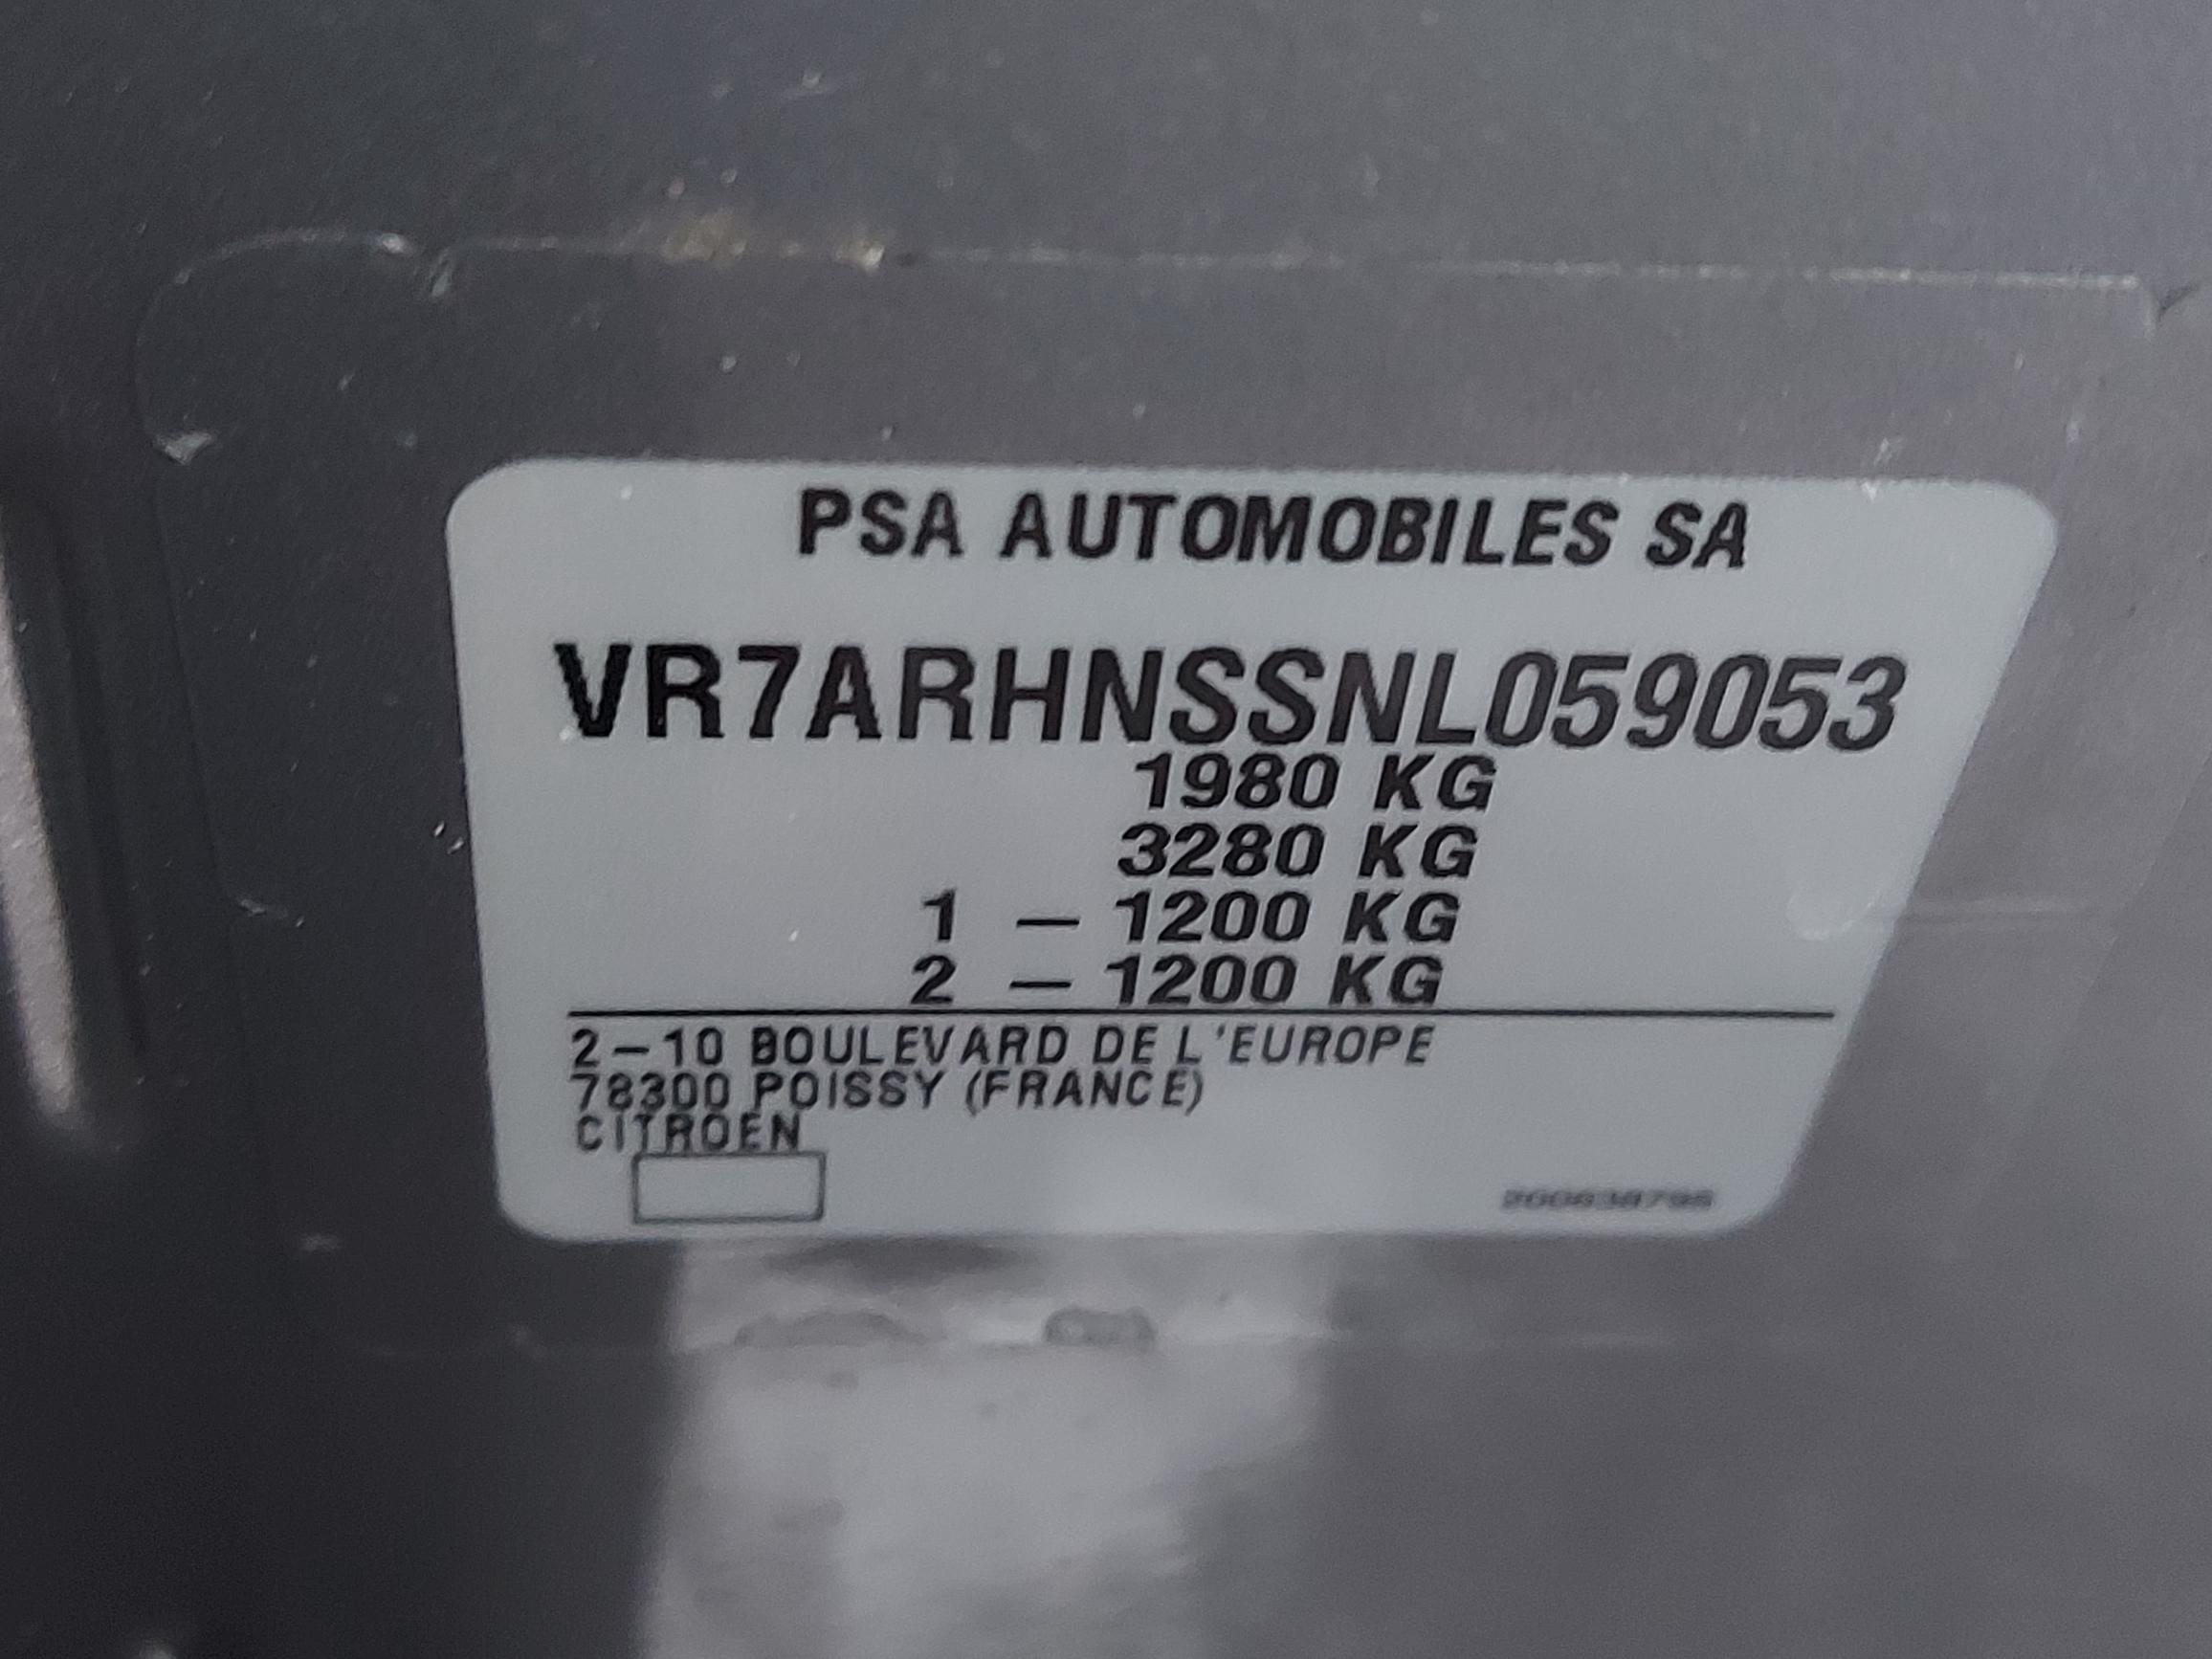 PSA AUTOMOBILES SA
VR7ARHNSSNL059053
1980 KG
3280 KG
1 – 1200 KG
2 – 1200 KG
2–10 BOULEVARD DE L'EUROPE
78300 POISSY (FRANCE)
CITROEN